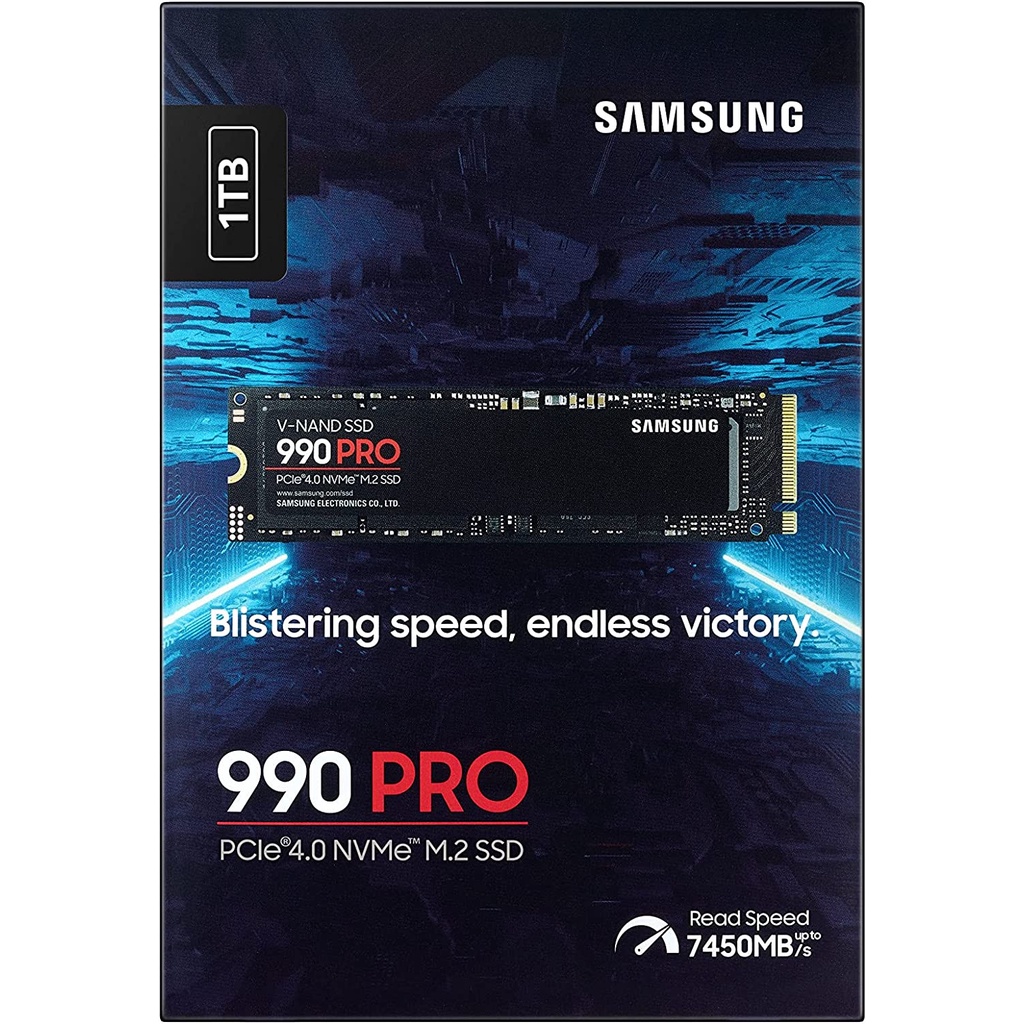 SAMSUNG
1TB
V-NAND SSD
SAMSUNG
990 PRO
PCIe®4.0 NVMe™ M.2 SSD
www.samsung.com/ssd
SAMSUNG ELECTRONICS CO., LTD.
Blistering speed, endless victory.
990 PRO
PCIe®4.0 NVMe™ M.2 SSD
Read Speed
up to
7450MB/s